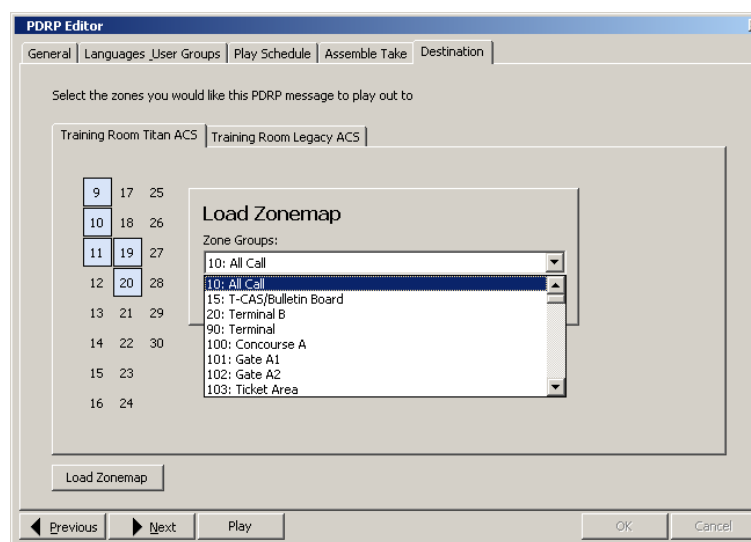 PDRP Editor
General Languages_User Groups Play Schedule Assemble Take Destination
Select the zones you would like this PDRP message to play out to
Training Room Titan ACS Training Room Legacy ACS
9 17 25
10 18 26
11 19 27
12 20 28
13 21 29
14 22 30
15 23
16 24
Load Zonemap
Zone Groups:
10: All Call
10: All Call
15: T-CAS/Bulletin Board
20: Terminal B
90: Terminal
100: Concourse A
101: Gate A1
102: Gate A2
103: Ticket Area
Load Zonemap
Previous Next Play OK Cancel